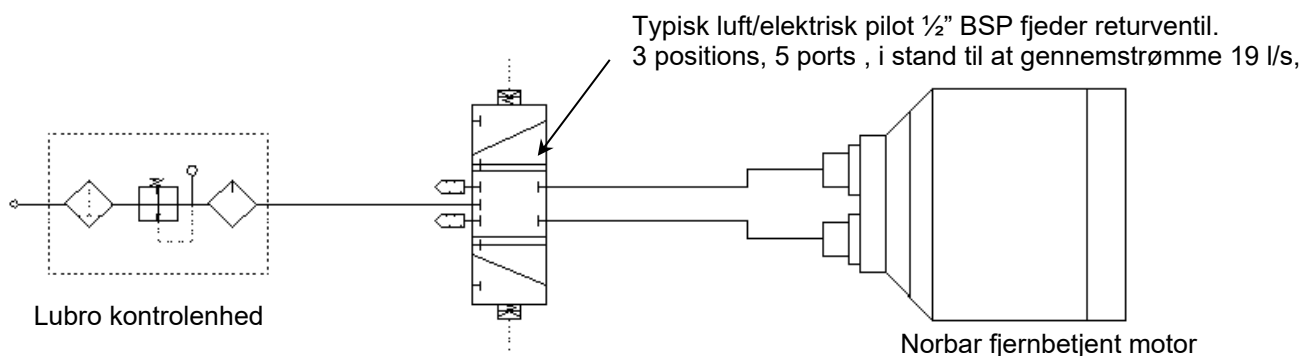 Typisk luft/elektrisk pilot ½” BSP fjeder returventil.
3 positions, 5 ports , i stand til at gennemstrømme 19 l/s,
Lubro kontrolenhed
Norbar fjernbetjent motor